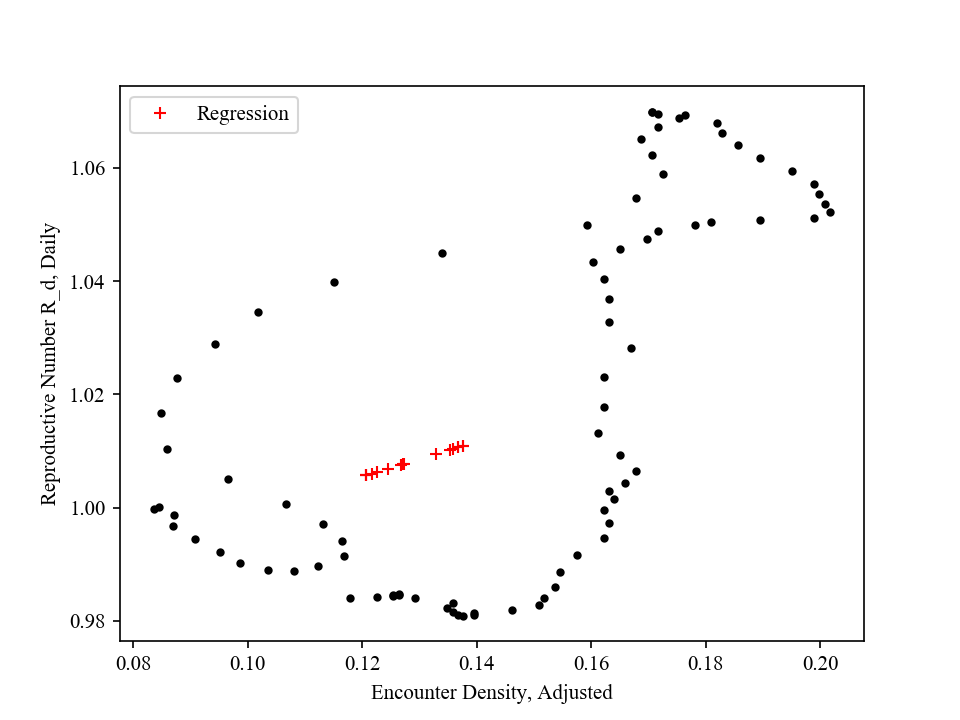 Regression
Reproductive Number R_d, Daily
1.06
1.04
1.02
1.00
0.98
0.08 0.10 0.12 0.14 0.16 0.18 0.20
Encounter Density, Adjusted